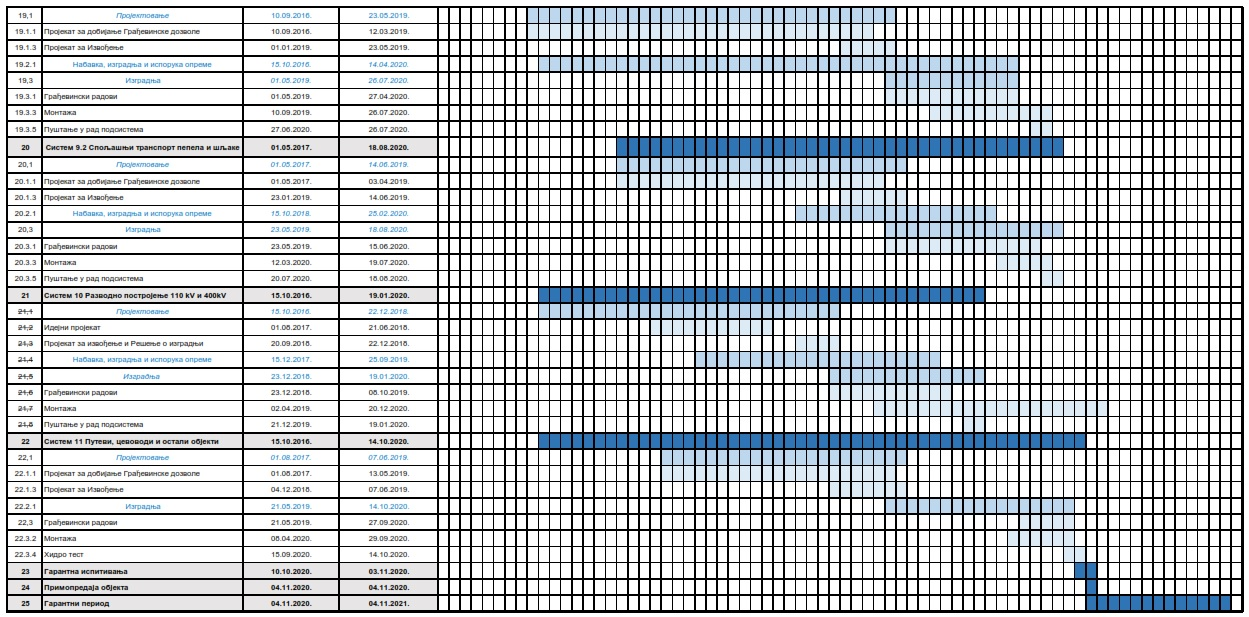 19,1 Пројектовање 10.09.2016. 23.05.2019.
19.1.1 Пројекат за добијање Грађевинске дозволе 10.09.2016. 12.03.2019.
19.1.3 Пројекат за Извођење 01.01.2019. 23.05.2019.
19.2.1 Набавка, изградња и испорука опреме 15.10.2016. 14.04.2020.
19,3 Изградња 01.05.2019. 26.07.2020.
19.3.1 Грађевински радови 01.05.2019. 27.04.2020.
19.3.3 Монтажа 10.09.2019. 26.07.2020.
19.3.5 Пуштање у рад подсистема 27.06.2020. 26.07.2020.
20 Систем 9.2 Спољашњи транспорт пепела и шљаке 01.05.2017. 18.08.2020.
20,1 Пројектовање 01.05.2017. 14.06.2019.
20.1.1 Пројекат за добијање Грађевинске дозволе 01.05.2017. 03.04.2019.
20.1.3 Пројекат за Извођење 23.01.2019. 14.06.2019.
20.2.1 Набавка, изградња и испорука опреме 15.10.2018. 25.02.2020.
20,3 Изградња 23.05.2019. 18.08.2020.
20.3.1 Грађевински радови 23.05.2019. 15.06.2020.
20.3.3 Монтажа 12.03.2020. 19.07.2020.
20.3.5 Пуштање у рад подсистема 20.07.2020. 18.08.2020.
21 Систем 10 Разводно постројење 110 kV и 400kV 15.10.2016. 19.01.2020.
21,1 Пројектовање 15.10.2016. 22.12.2018.
21,2 Идејни пројекат 01.08.2017. 21.06.2018.
21,3 Пројекат за извођење и Решење о изградњи 20.09.2018. 22.12.2018.
21,4 Набавка, изградња и испорука опреме 15.12.2017. 25.09.2019.
21,5 Изградња 23.12.2018. 19.01.2020.
21,6 Грађевински радови 23.12.2018. 08.10.2019.
21,7 Монтажа 02.04.2019. 20.12.2020.
21,8 Пуштање у рад подсистема 21.12.2019. 19.01.2020.
22 Систем 11 Путеви, цевоводи и остали објекти 15.10.2016. 14.10.2020.
22,1 Пројектовање 01.08.2017. 07.06.2019.
22.1.1 Пројекат за добијање Грађевинске дозволе 01.08.2017. 13.05.2019.
22.1.3 Пројекат за Извођење 04.12.2018. 07.06.2019.
22.2.1 Изградња 21.05.2019. 14.10.2020.
22,3 Грађевински радови 21.05.2019. 27.09.2020.
22.3.2 Монтажа 08.04.2020. 29.09.2020.
22.3.4 Хидро тест 15.09.2020. 14.10.2020.
23 Гарантна испитивања 10.10.2020. 03.11.2020.
24 Примопредаја објекта 04.11.2020. 04.11.2020.
25 Гарантни период 04.11.2020. 04.11.2021.